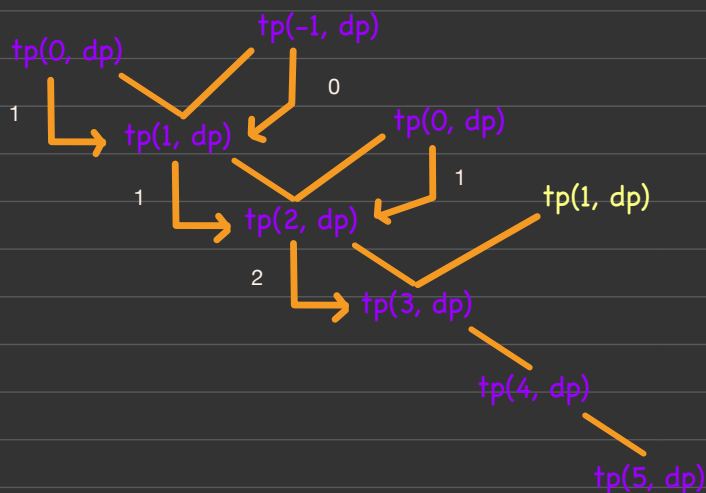 tp(-1, dp)
tp(0, dp)
0
1
tp(0, dp)
tp(1, dp)
1
1
tp(1, dp)
tp(2, dp)
2
tp(3, dp)
tp(4, dp)
tp(5, dp)